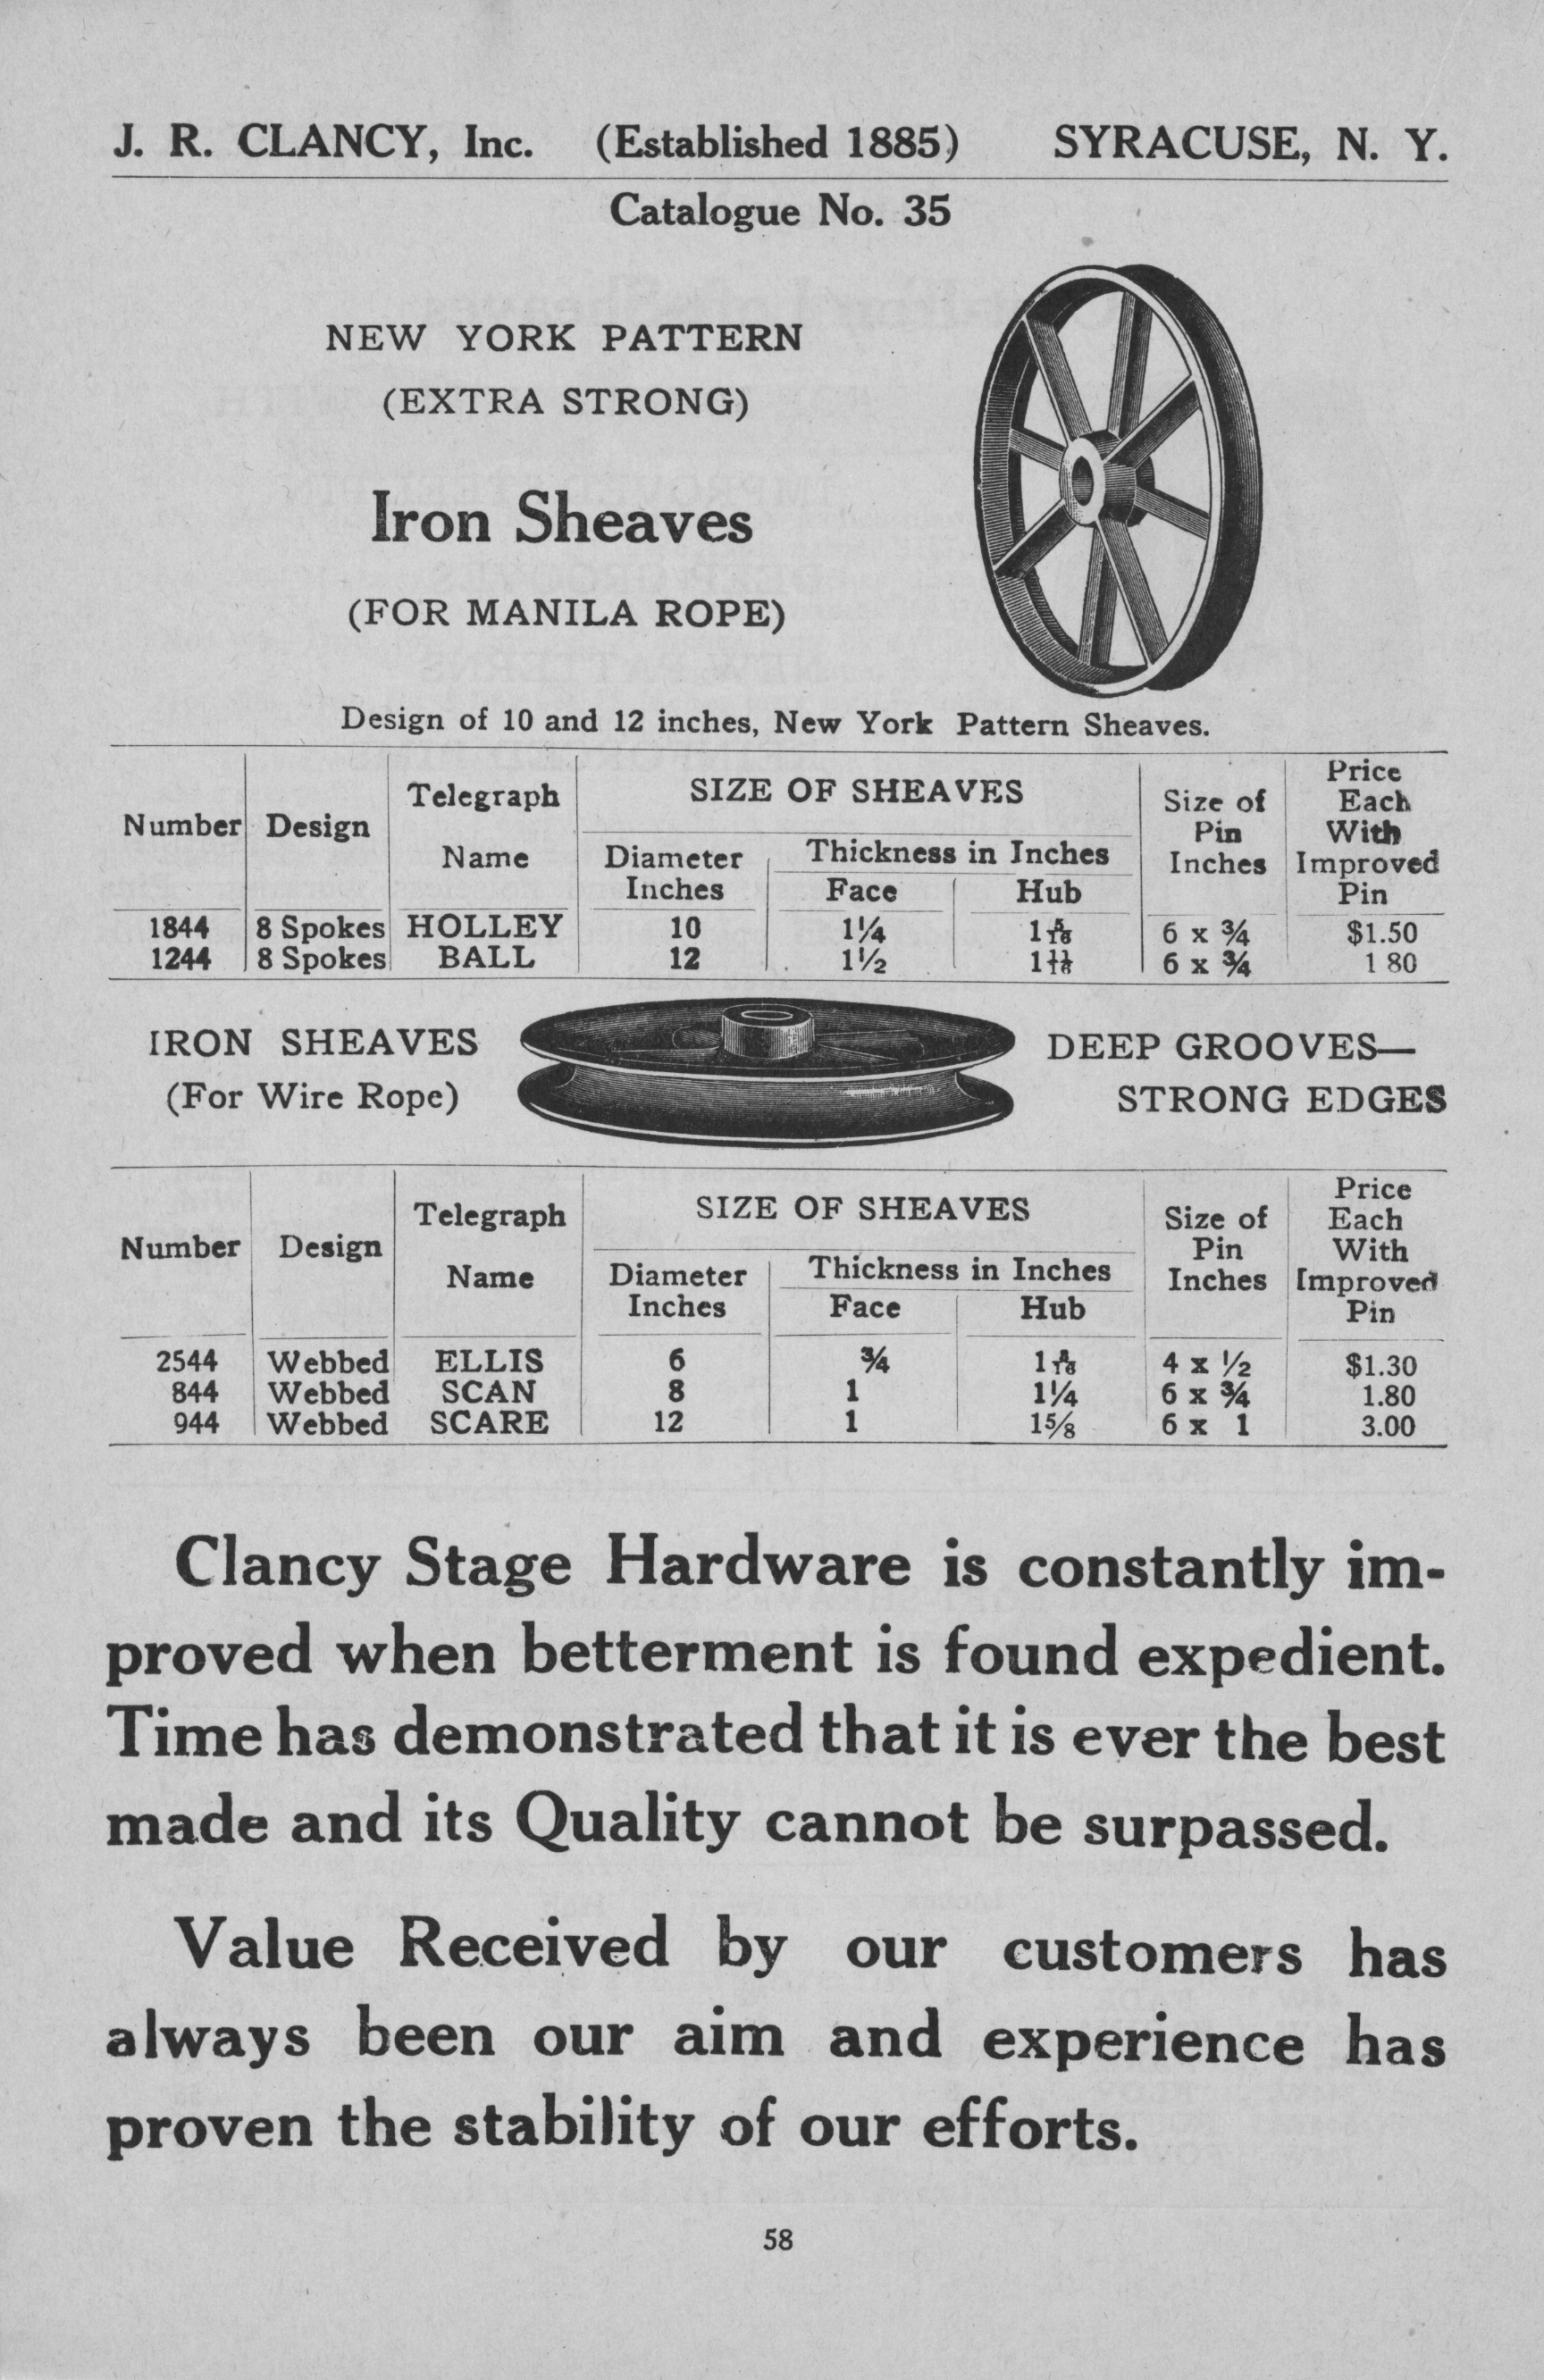 J. R. CLANCY, Inc. (Established 1885) SYRACUSE, N. Y.
Catalogue No. 35
NEW YORK PATTERN
(EXTRA STRONG)
Iron Sheaves
(FOR MANILA ROPE)
Design of 10 and 12 inches, New York Pattern Sheaves.
Number Design Telegraph Name SIZE OF SHEAVES Diameter Inches Thickness in Inches Face Hub Size of Pin Inches Price Each With Improved Pin
1844 8 Spokes HOLLEY 10 1¼ 1 5/16 6 x ¾ $1.50
1244 8 Spokes BALL 12 1½ 1 11/16 6 x ¾ 1 80
IRON SHEAVES
(For Wire Rope)
DEEP GROOVES—
STRONG EDGES
Number Design Telegraph Name SIZE OF SHEAVES Diameter Inches Thickness in Inches Face Hub Size of Pin Inches Price Each With Improved Pin
2544 Webbed ELLIS 6 ¾ 4 x ½ $1.30
844 Webbed SCAN 8 1 1¼ 6 x ¾ 1.80
944 Webbed SCARE 12 1 1⅝ 6 x 1 3.00
Clancy Stage Hardware is constantly im-
proved when betterment is found expedient.
Time has demonstrated that it is ever the best
made and its Quality cannot be surpassed.
Value Received by our customers has
always been our aim and experience has
proven the stability of our efforts.
58